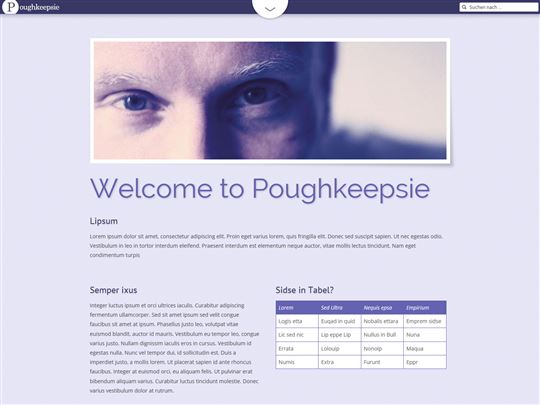 Poughkeepsie
Suchen nach ...
Welcome to Poughkeepsie
Lipsum
Lorem ipsum dolor sit amet, consectetur adipiscing elit. Proin eget varius lorem, quis fringilla elit. Donec sed suscipit sapien. Ut nec egestas odio.
Vestibulum in leo in tortor interdum eleifend. Praesent interdum est elementum neque auctor, vitae mollis lectus tincidunt. Nam eget
condimentum turpis
Semper ixus
Integer luctus ipsum et orci ultrices iaculis. Curabitur adipiscing
fermentum ullamcorper. Sed sit amet ipsum sed velit congue
faucibus sit amet at ipsum. Phasellus justo leo, volutpat vitae
euismod blandit, auctor id mauris. Vestibulum eu tempor leo, congue
varius justo. Nullam dignissim iaculis eros in cursus. Vestibulum id
egestas nulla. Nunc vel tempor dui, id sollicitudin est. Duis a
imperdiet justo, a mollis lorem. Ut placerat sapien id ante rhoncus
faucibus. Integer at euismod orci, eu aliquam felis. Ut pulvinar erat
bibendum aliquam varius. Curabitur luctus tincidunt molestie. Donec
varius vestibulum dolor at rutrum.
Sidse in Tabel?
Lorem Sed Ultra Nequis epsa Empirium
Logis etta Euqad in quid Nobalis ettara Emprom sidse
Lic sed nic Lip eppe Lip Nullus in Bull Nuna
Errata Lolouip Nonoip Maqua
Numis Extra Furunt Eppr